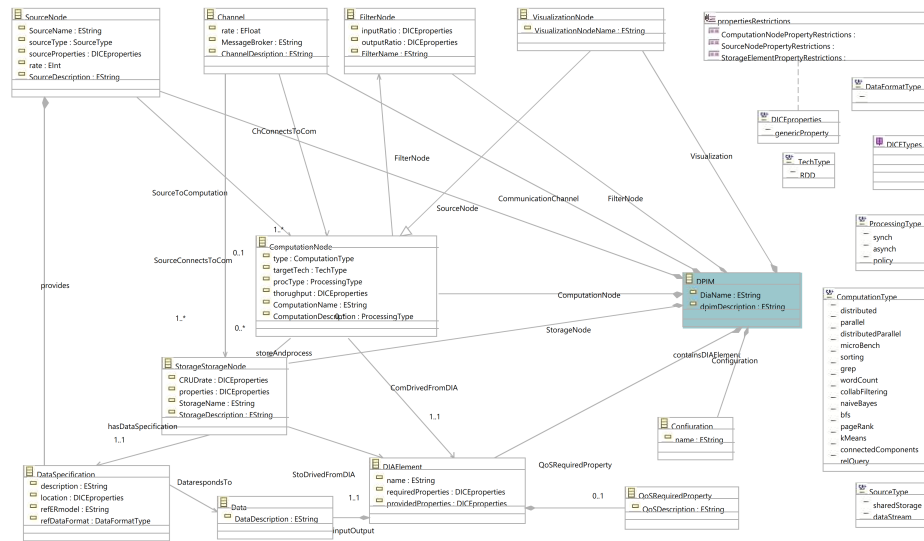 SourceNode
SourceName : EString
sourceType : SourceType
sourceProperties : DICEproperties
rate : EInt
SourceDescription : EString
Channel
rate : EFloat
MessageBroker : EString
ChannelDescription : EString
FilterNode
inputRatio : DICEproperties
outputRatio : DICEproperties
FilterName : EString
VisualizationNode
VisualizationNodeName : EString
propertiesRestrictions
ComputationNodePropertyRestrictions :
SourceNodePropertyRestrictions :
StorageElementPropertyRestrictions :
DataFormatType
DICEproperties
genericProperty
DICETypes
TechType
RDD
ChConnectsToCom
FilterNode
Visualization
SourceToComputation
SourceNode
CommunicationChannel
FilterNode
ProcessingType
synch
asynch
policy
1..*
0..1
SourceConnectsToCom
ComputationNode
type : ComputationType
targetTech : TechType
procType : ProcessingType
thorughput : DICEproperties
ComputationName : EString
ComputationDescription : ProcessingType
provides
ComputationNode
DPIM
DiaName : EString
dpimDescription : EString
ComputationType
distributed
parallel
distributedParallel
microBench
sorting
grep
wordCount
collabFiltering
naiveBayes
bfs
pageRank
kMeans
connectedComponents
relQuery
1..*
0..*
StorageNode
storeAndprocess
containsDIAElement
Configuration
StorageStorageNode
CRUDrate : DICEproperties
properties : DICEproperties
StorageName : EString
StorageDescription : EString
ComDrivedFromDIA
1..1
hasDataSpecification
1..1
Confiuration
name : EString
DataSpecification
description : EString
location : DICEproperties
refERmodel : EString
refDataFormat : DataFormatType
DatarespondsTo
StoDrivedFromDIA
1..1
DIAElement
name : EString
requiredProperties : DICEproperties
providedProperties : DICEproperties
QoSRequiredProperty
0..1
QoSRequiredProperty
QoSDescription : EString
Data
DataDescription : EString
inputOutput
SourceType
sharedStorage
dataStream